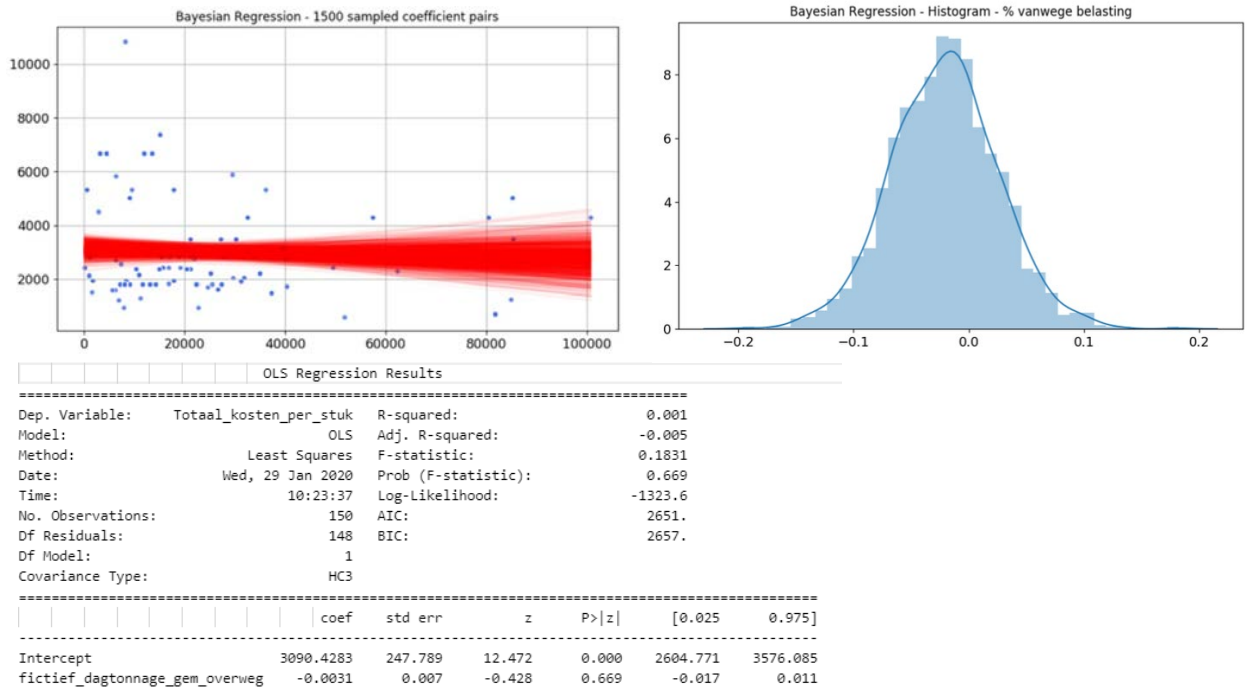 Bayesian Regression - 1500 sampled coefficient pairs
10000
8000
6000
4000
2000
0 20000 40000 60000 80000 100000
Bayesian Regression - Histogram - % vanwege belasting
8
6
4
2
0
−0.2 −0.1 0.0 0.1 0.2
OLS Regression Results
==============================================================================
Dep. Variable: Totaal_kosten_per_stuk R-squared: 0.001
Model: OLS Adj. R-squared: -0.005
Method: Least Squares F-statistic: 0.1831
Date: Wed, 29 Jan 2020 Prob (F-statistic): 0.669
Time: 10:23:37 Log-Likelihood: -1323.6
No. Observations: 150 AIC: 2651.
Df Residuals: 148 BIC: 2657.
Df Model: 1
Covariance Type: HC3
==============================================================================
coef std err z P>|z| [0.025 0.975]
------------------------------------------------------------------------------
Intercept 3090.4283 247.789 12.472 0.000 2604.771 3576.085
fictief_dagtonnage_gem_overweg -0.0031 0.007 -0.428 0.669 -0.017 0.011